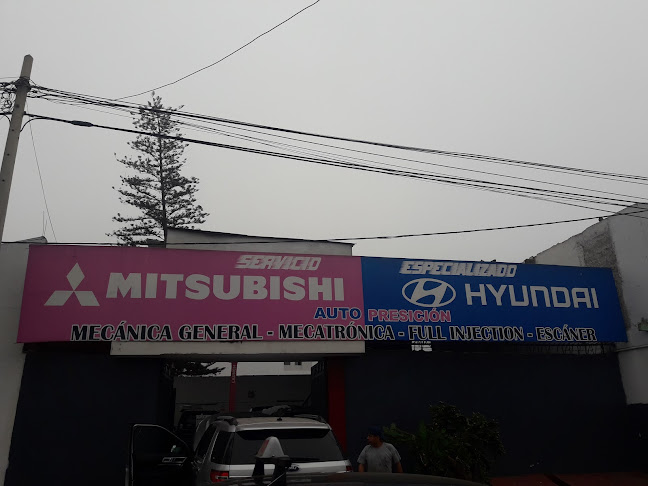 SERVICIO ESPECIALIZADO
MITSUBISHI HYUNDAI
AUTO PRESICIÓN
MECÁNICA GENERAL - MECATRÓNICA - FULL INJECTION - ESCÁNER